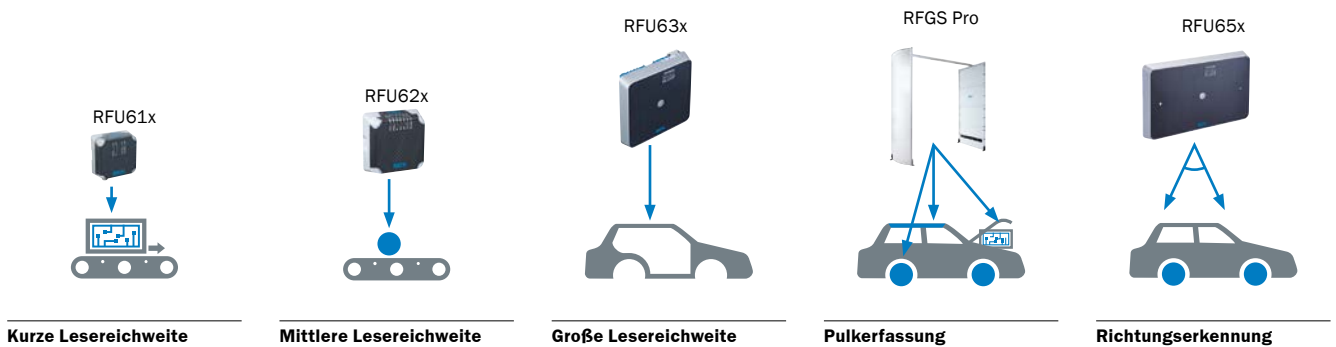 RFU61x
RFU62x
RFU63x
RFGS Pro
RFU65x
Kurze Lesereichweite
Mittlere Lesereichweite
Große Lesereichweite
Pulkerfassung
Richtungserkennung